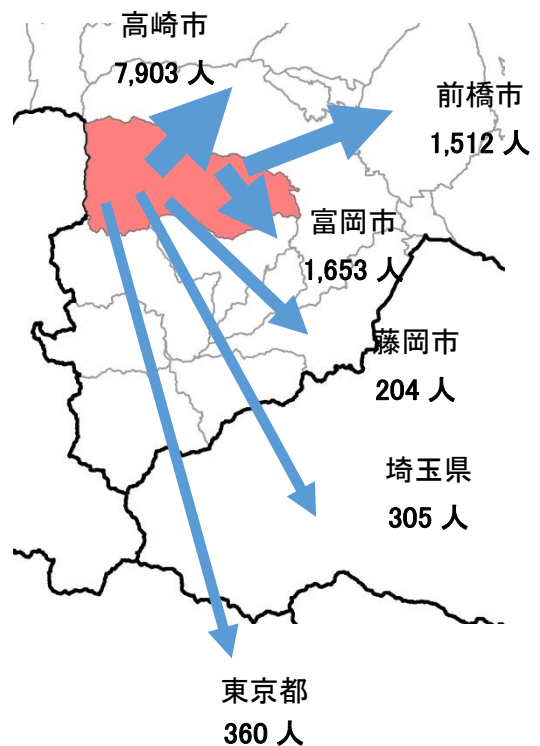 高崎市
7,903 人
前橋市
1,512 人
富岡市
1,653 人
藤岡市
204 人
埼玉県
305 人
東京都
360 人